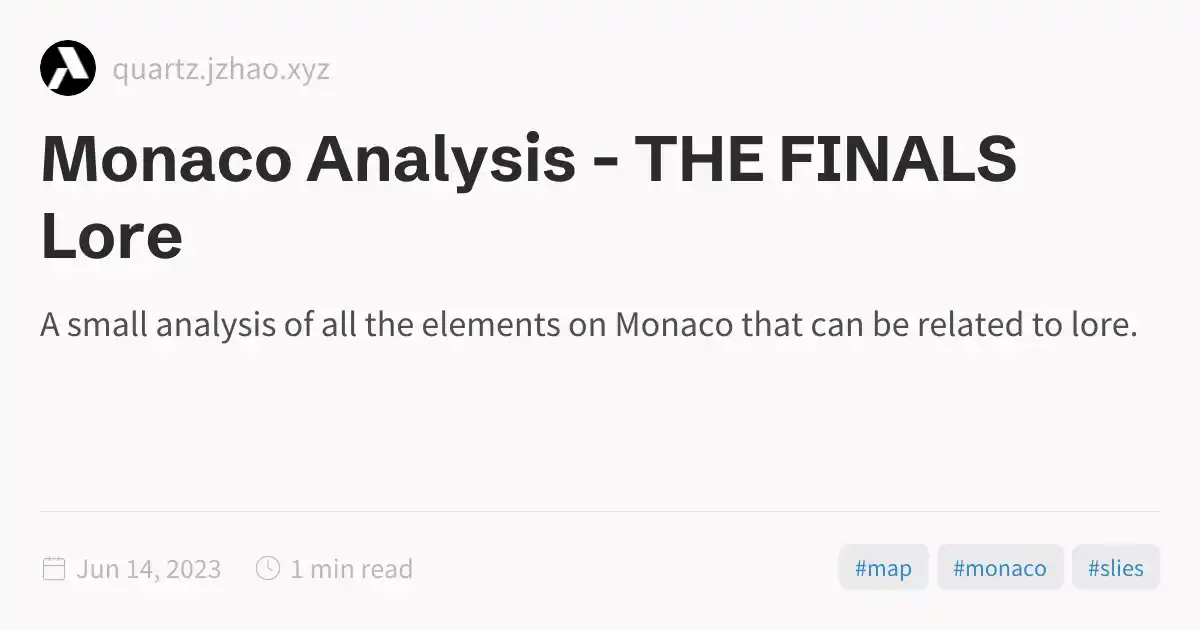 quartz.jzhao.xyz
Monaco Analysis - THE FINALS
Lore
A small analysis of all the elements on Monaco that can be related to lore.
Jun 14, 2023
1 min read
#map
#monaco
#slies